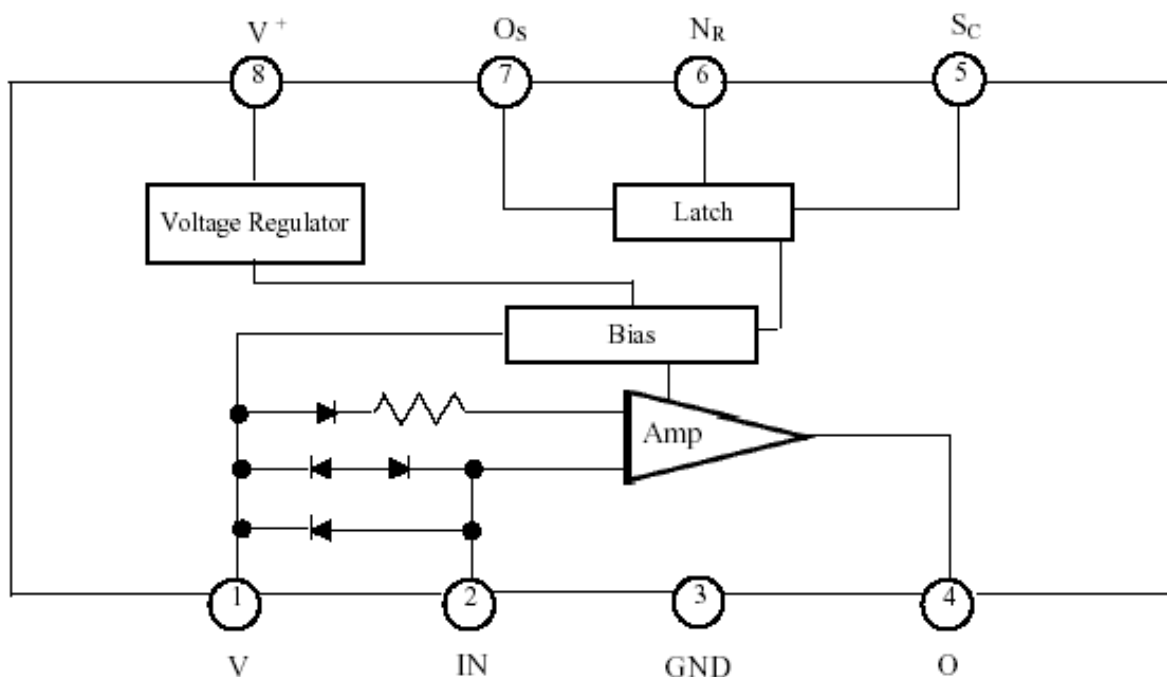 V + Os NR Sc
8 7 6 5
Voltage Regulator
Latch
Bias
Amp
1 2 3 4
V IN GND O